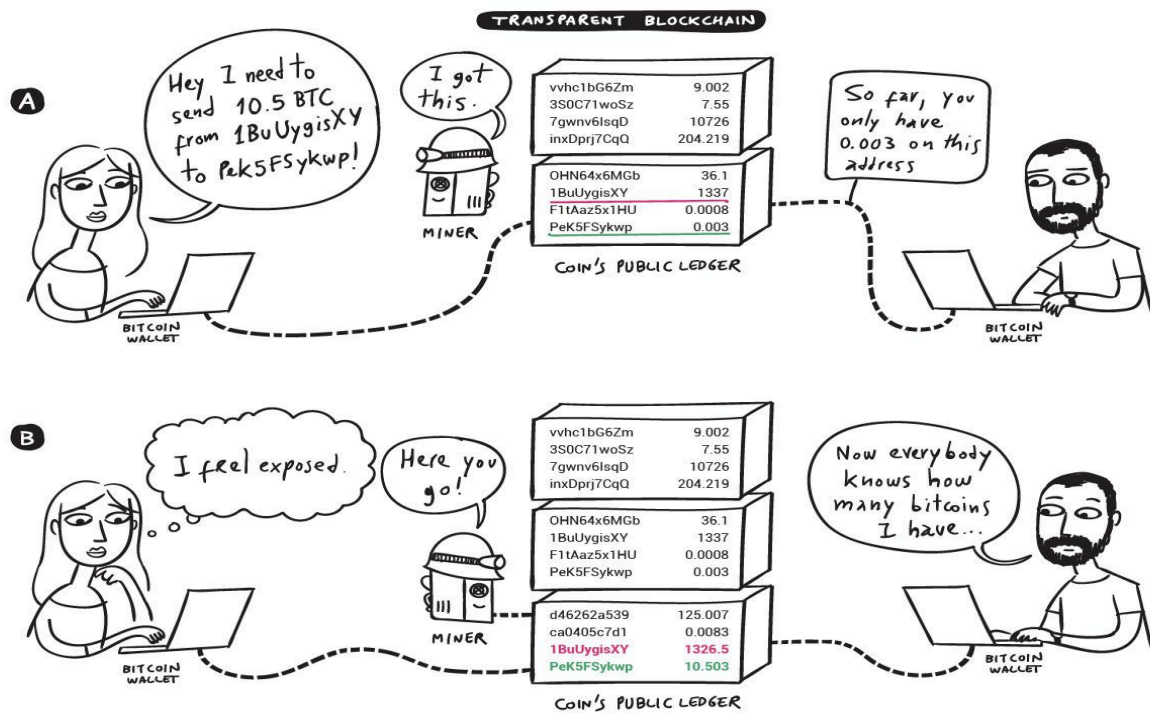 TRANSPARENT BLOCKCHAIN
A
Hey I need to
send 10.5 BTC
from 1BuUygisXY
to PeK5FSykwp!
I got
this.
MINER
vvhc1bG6Zm 9.002
3S0C71woSz 7.55
7gwnv6IsqD 10726
inxDprj7CqQ 204.219
OHN64x6MGb 36.1
1BuUygisXY 1337
F1tAaz5x1HU 0.0008
PeK5FSykwp 0.003
COIN'S PUBLIC LEDGER
So far, you
only have
0.003 on this
address
BITCOIN
WALLET
BITCOIN
WALLET
B
I feel exposed.
Here you
go!
MINER
vvhc1bG6Zm 9.002
3S0C71woSz 7.55
7gwnv6IsqD 10726
inxDprj7CqQ 204.219
OHN64x6MGb 36.1
1BuUygisXY 1337
F1tAaz5x1HU 0.0008
PeK5FSykwp 0.003
d46262a539 125.007
ca0405c7d1 0.0083
1BuUygisXY 1326.5
PeK5FSykwp 10.503
COIN'S PUBLIC LEDGER
Now everybody
knows how
many bitcoins
I have...
BITCOIN
WALLET
BITCOIN
WALLET